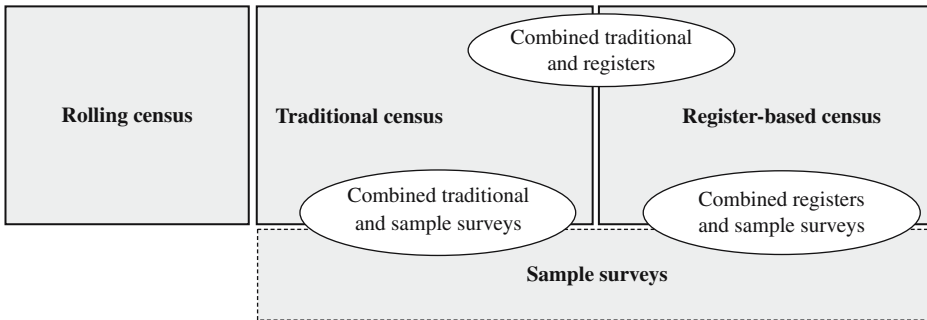 Combined traditional
and registers
Rolling census
Traditional census
Register-based census
Combined traditional
and sample surveys
Combined registers
and sample surveys
Sample surveys